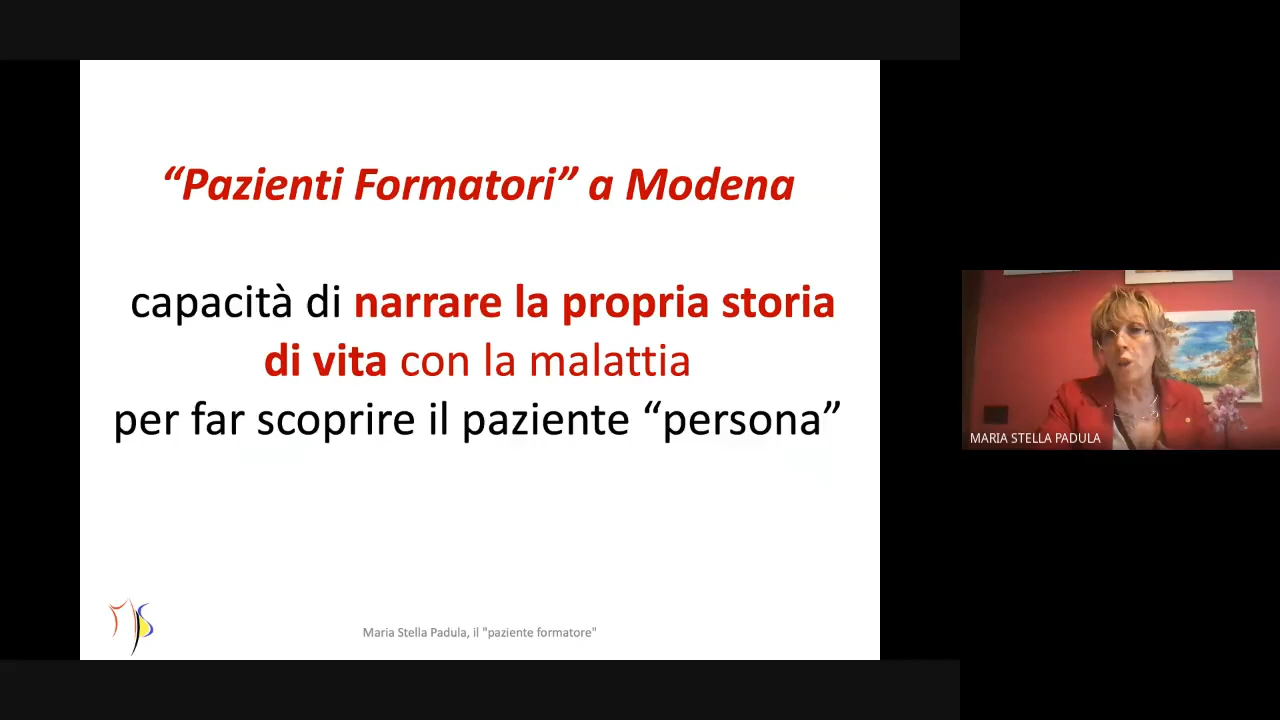 “Pazienti Formatori” a Modena
capacità di narrare la propria storia
di vita con la malattia
per far scoprire il paziente “persona”
Maria Stella Padula, il "paziente formatore"
MARIA STELLA PADULA